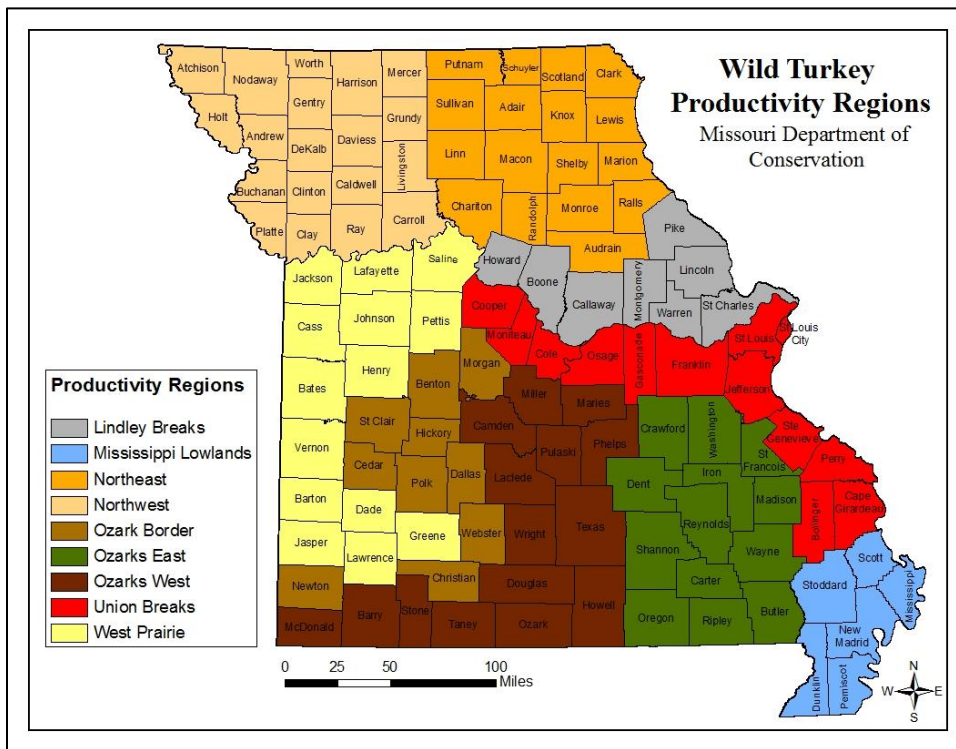 Wild Turkey
Productivity Regions
Missouri Department of
Conservation
Atchison
Nodaway
Worth
Harrison
Mercer
Putnam
Schuyler
Scotland
Clark
Holt
Gentry
Grundy
Sullivan
Adair
Knox
Lewis
Andrew
DeKalb
Daviess
Livingston
Linn
Macon
Shelby
Marion
Buchanan
Clinton
Caldwell
Carroll
Chariton
Randolph
Monroe
Ralls
Platte
Clay
Ray
Audrain
Pike
Jackson
Lafayette
Saline
Howard
Boone
Callaway
Montgomery
Lincoln
Warren
St Charles
Cass
Johnson
Pettis
Cooper
Moniteau
Cole
Osage
Gasconade
Franklin
St Louis
St Louis
City
Jefferson
Bates
Henry
Benton
Morgan
Miller
Maries
Camden
Crawford
Washington
Ste
Genevieve
St
Francois
Perry
Vernon
St Clair
Hickory
Cedar
Polk
Dallas
Laclede
Pulaski
Phelps
Dent
Iron
Madison
Bollinger
Cape
Girardeau
Barton
Dade
Jasper
Lawrence
Greene
Webster
Wright
Texas
Shannon
Reynolds
Wayne
Scott
Stoddard
Mississippi
Newton
Christian
Douglas
Howell
Carter
Butler
McDonald
Barry
Stone
Taney
Ozark
Oregon
Ripley
New
Madrid
Dunklin
Pemiscot
Productivity Regions
Lindley Breaks
Mississippi Lowlands
Northeast
Northwest
Ozark Border
Ozarks East
Ozarks West
Union Breaks
West Prairie
0 25 50 100
Miles
N
W E
S